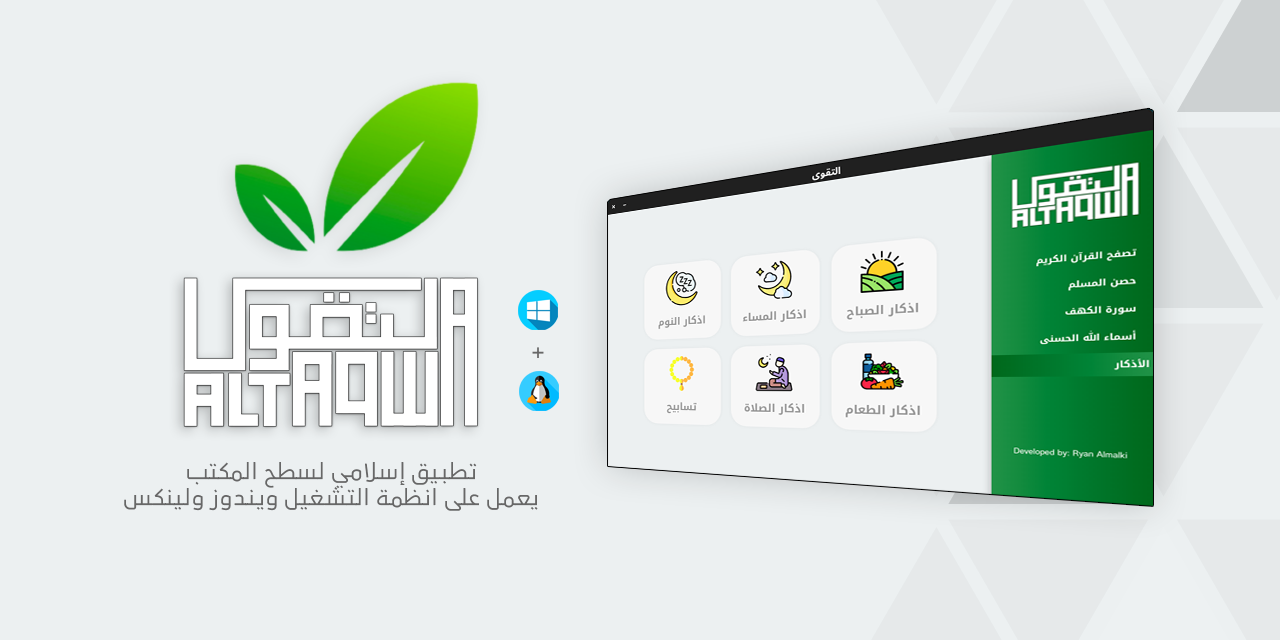 التقوى
ALTAQWA
تطبيق إسلامي لسطح المكتب
يعمل على انظمة التشغيل ويندوز ولينكس
+
التقوى
التقوى
ALTAQWA
تصفح القرآن الكريم
حصن المسلم
سورة الكهف
أسماء الله الحسنى
الأذكار
Developed by: Ryan Almalki
اذكار الصباح
اذكار المساء
اذكار النوم
اذكار الطعام
اذكار الصلاة
تسابيح